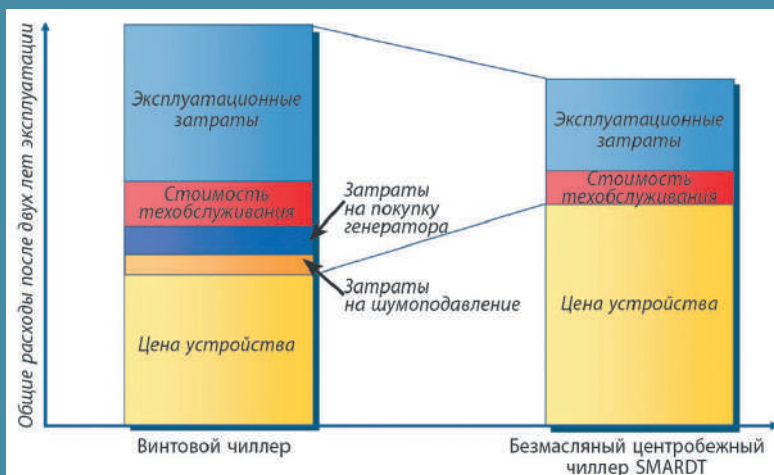 Общие расходы после двух лет эксплуатации
Эксплуатационные
затраты
Стоимость
техобслуживания
Затраты
на покупку
генератора
Затраты
на шумоподавление
Цена устройства
Винтовой чиллер
Эксплуатационные
затраты
Стоимость
техобслуживания
Цена устройства
Безмасляный центробежный
чиллер SMARDT